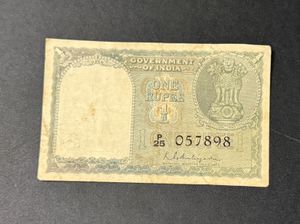 GOVERNMENT
OF INDIA
ONE
RUPEE
1
P/25 057898